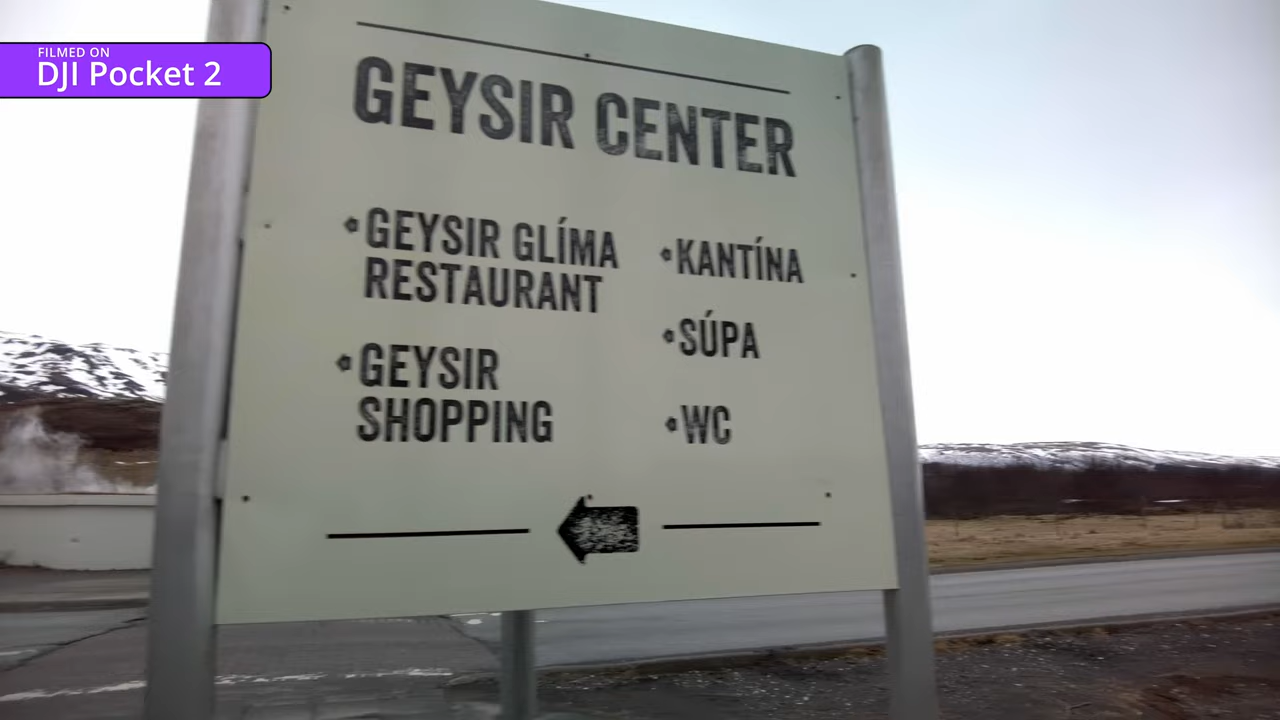 FILMED ON
DJI Pocket 2
GEYSIR CENTER
GEYSIR GLÍMA
RESTAURANT
GEYSIR
SHOPPING
KANTÍNA
SÚPA
WC